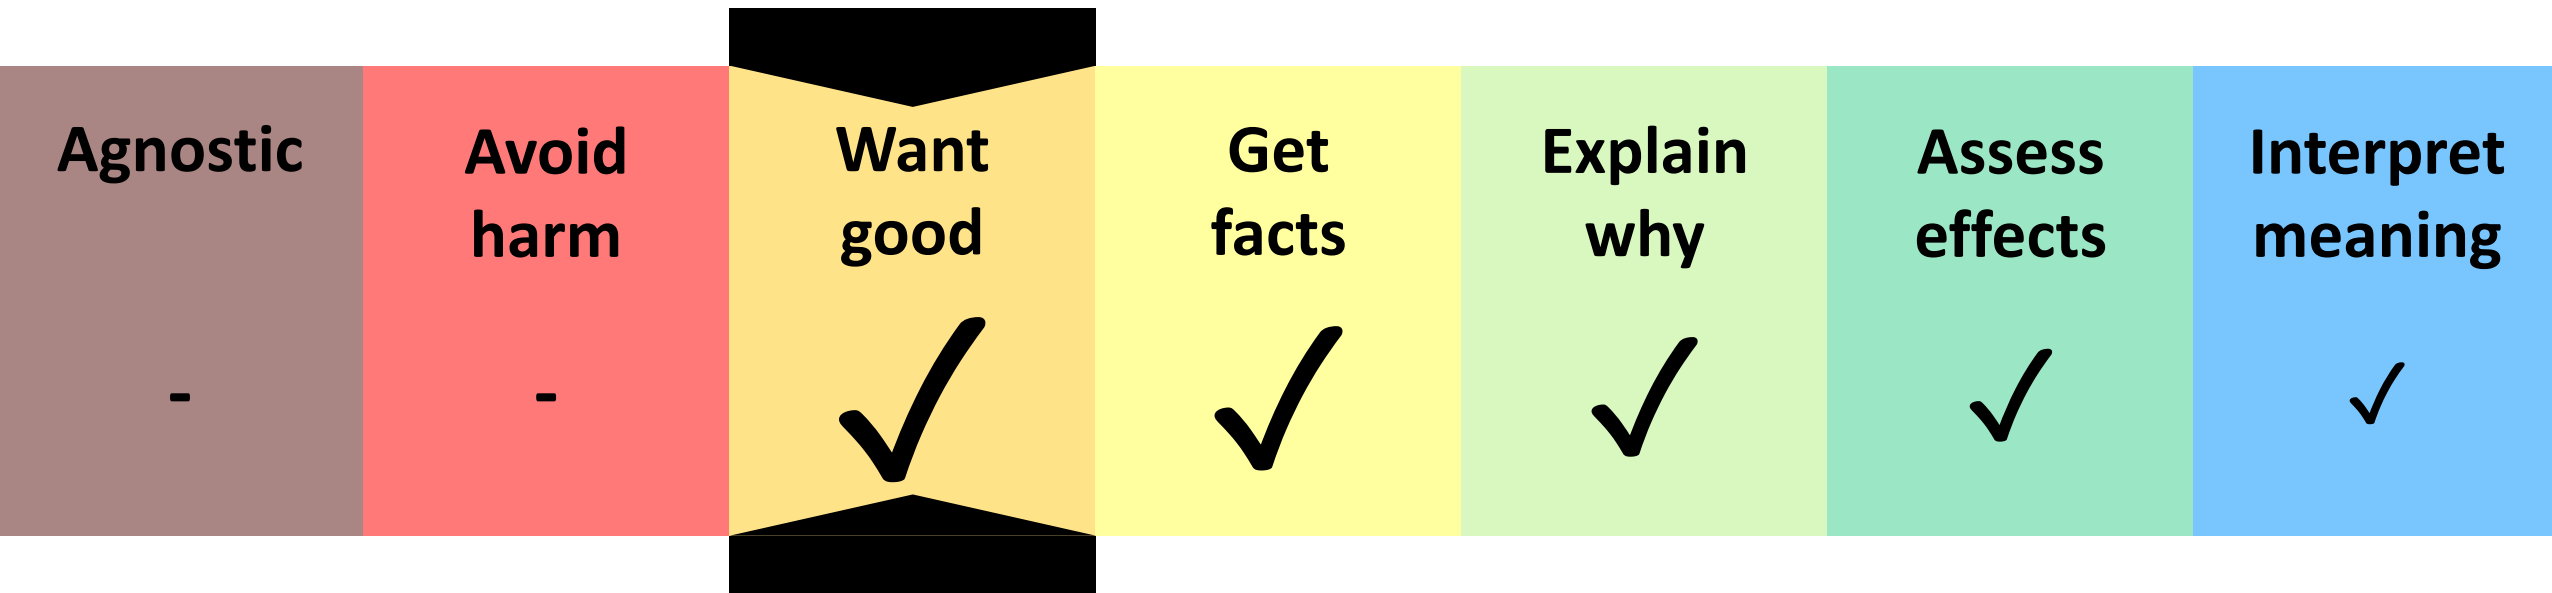 Agnostic
Avoid
harm
Want
good
Get
facts
Explain
why
Assess
effects
Interpret
meaning
-
-
✓
✓
✓
✓
✓